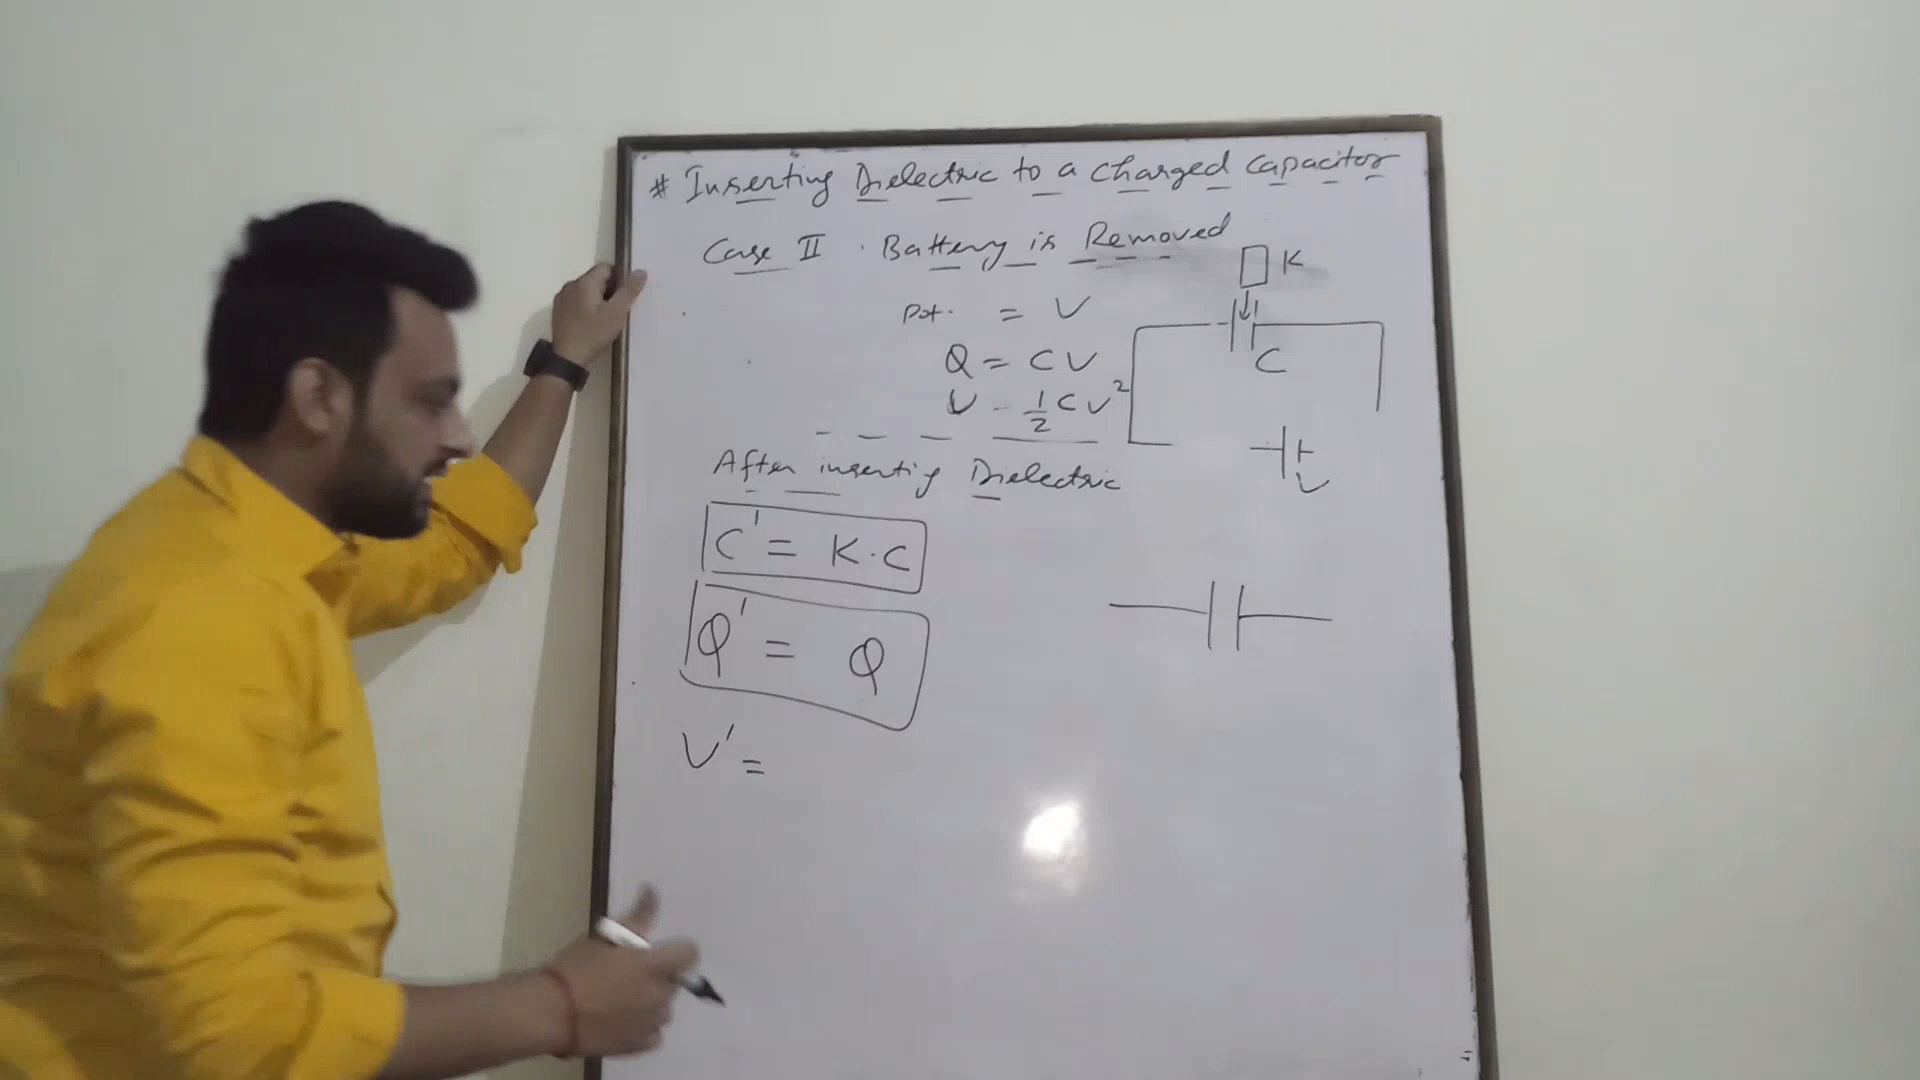 # Inserting Dielectric to a charged capacitor
Case II . Battery is Removed
K
Pot. = V
Q = CV
C
U - 1/2 CV²
V
After inserting Dielectric
C' = K.C
Q' = Q
V' =